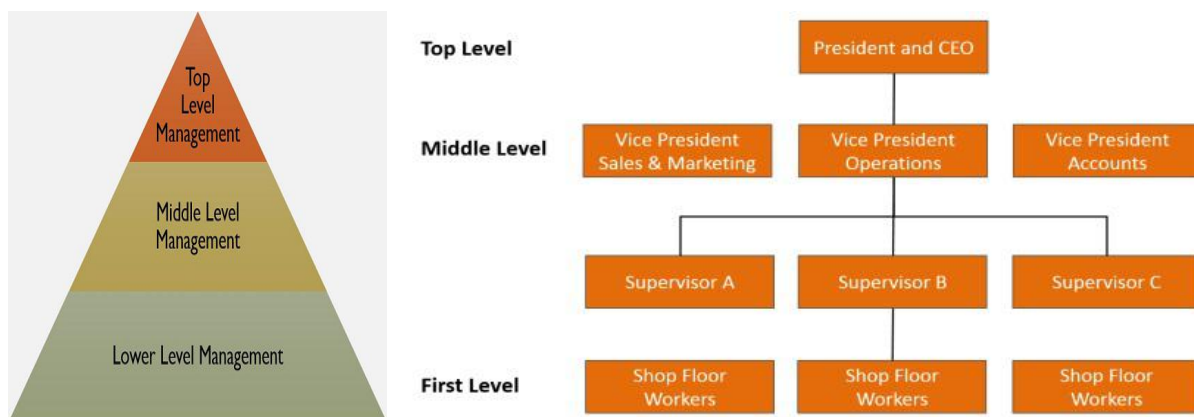 Top
Level
Management
Middle Level
Management
Lower Level Management
Top Level
President and CEO
Middle Level
Vice President
Sales & Marketing
Vice President
Operations
Vice President
Accounts
Supervisor A
Supervisor B
Supervisor C
First Level
Shop Floor
Workers
Shop Floor
Workers
Shop Floor
Workers